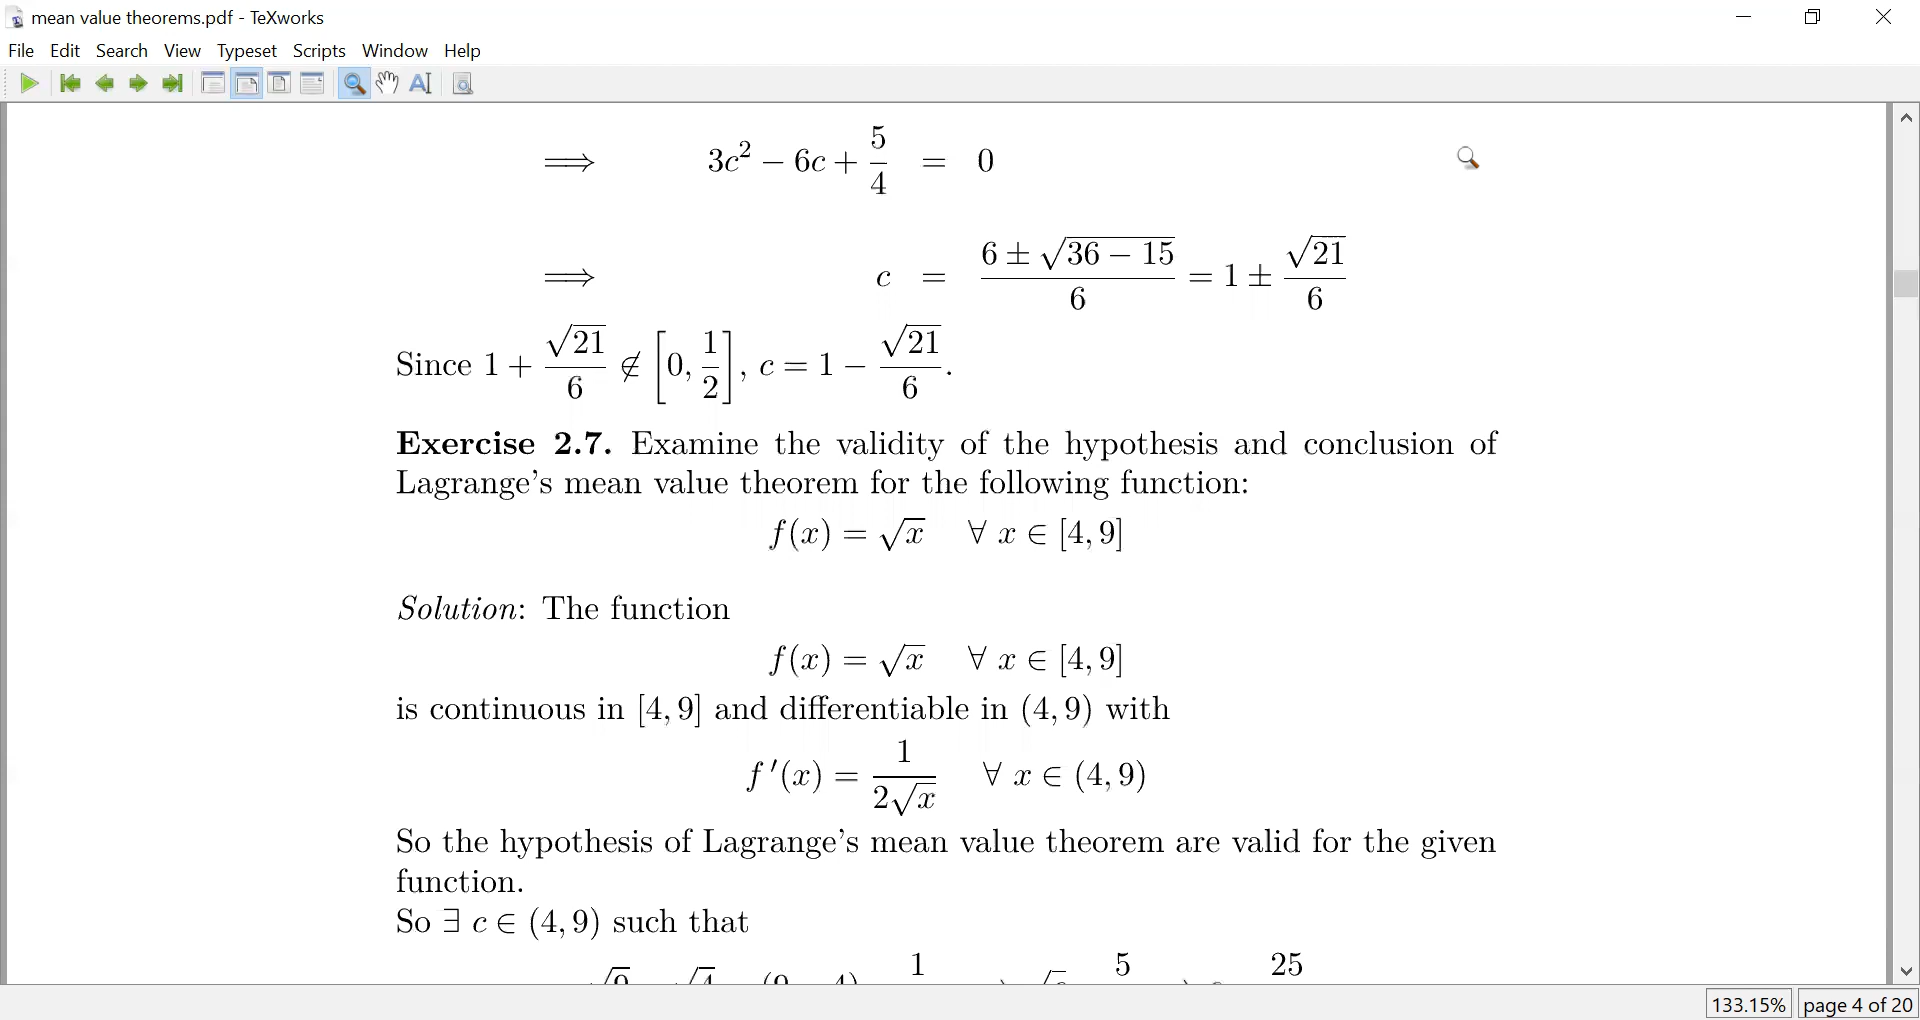 mean value theorems.pdf - TeXworks
File Edit Search View Typeset Scripts Window Help
⟹ 3c² − 6c + 5/4 = 0
⟹ c = (6 ± √(36 − 15))/6 = 1 ± √21/6
Since 1 + √21/6 ∉ [0, 1/2], c = 1 − √21/6.
Exercise 2.7. Examine the validity of the hypothesis and conclusion of
Lagrange's mean value theorem for the following function:
f(x) = √x ∀ x ∈ [4, 9]
Solution: The function
f(x) = √x ∀ x ∈ [4, 9]
is continuous in [4, 9] and differentiable in (4, 9) with
f ′(x) = 1/(2√x) ∀ x ∈ (4, 9)
So the hypothesis of Lagrange's mean value theorem are valid for the given
function.
So ∃ c ∈ (4, 9) such that
1 5 25
133.15% page 4 of 20